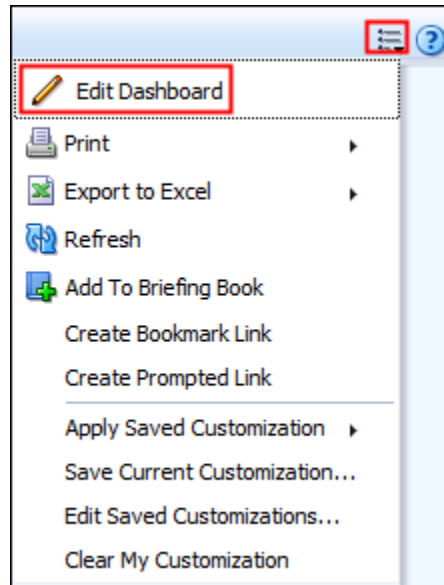 ?
Edit Dashboard
Print
Export to Excel
Refresh
Add To Briefing Book
Create Bookmark Link
Create Prompted Link
Apply Saved Customization
Save Current Customization...
Edit Saved Customizations...
Clear My Customization